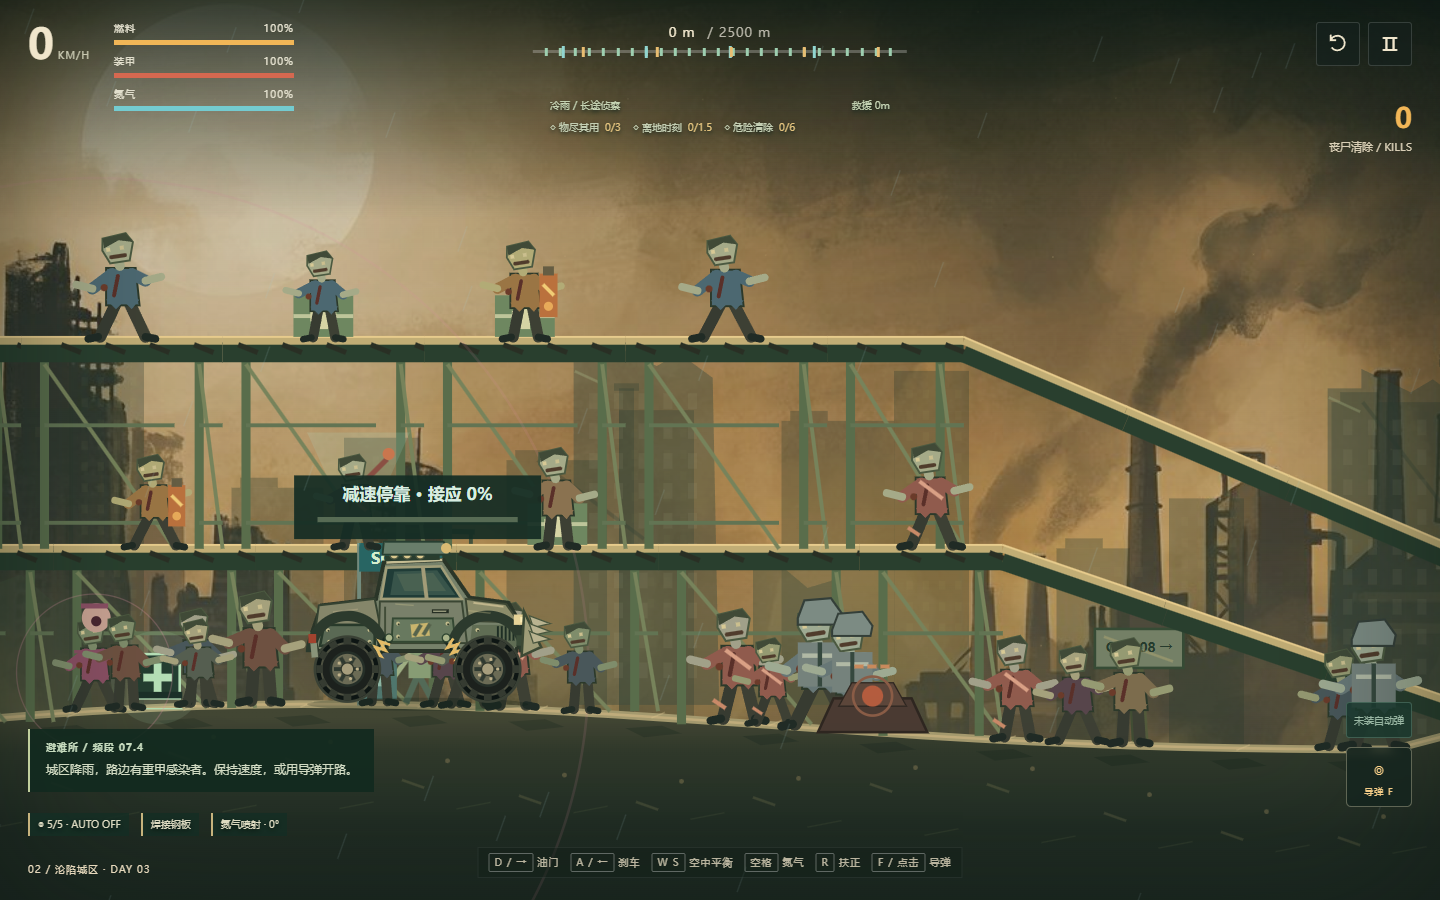 0 KM/H
燃料 100%
装甲 100%
氮气 100%
0 m / 2500 m
冷雨 / 长途侦察 救援 0m
物尽其用 0/3 离地时刻 0/1.5 危险清除 0/6
II
0
丧尸清除 / KILLS
减速停靠 • 接应 0%
S
08 →
未装自动弹
导弹 F
避难所 / 频段 07.4
城区降雨，路边有重甲感染者。保持速度，或用导弹开路。
5/5 · AUTO OFF 焊接钢板 氮气喷射 · 0°
02 / 沦陷城区 · DAY 03
D / → 油门 A / ← 刹车 W S 空中平衡 空格 氮气 R 扶正 F / 点击 导弹